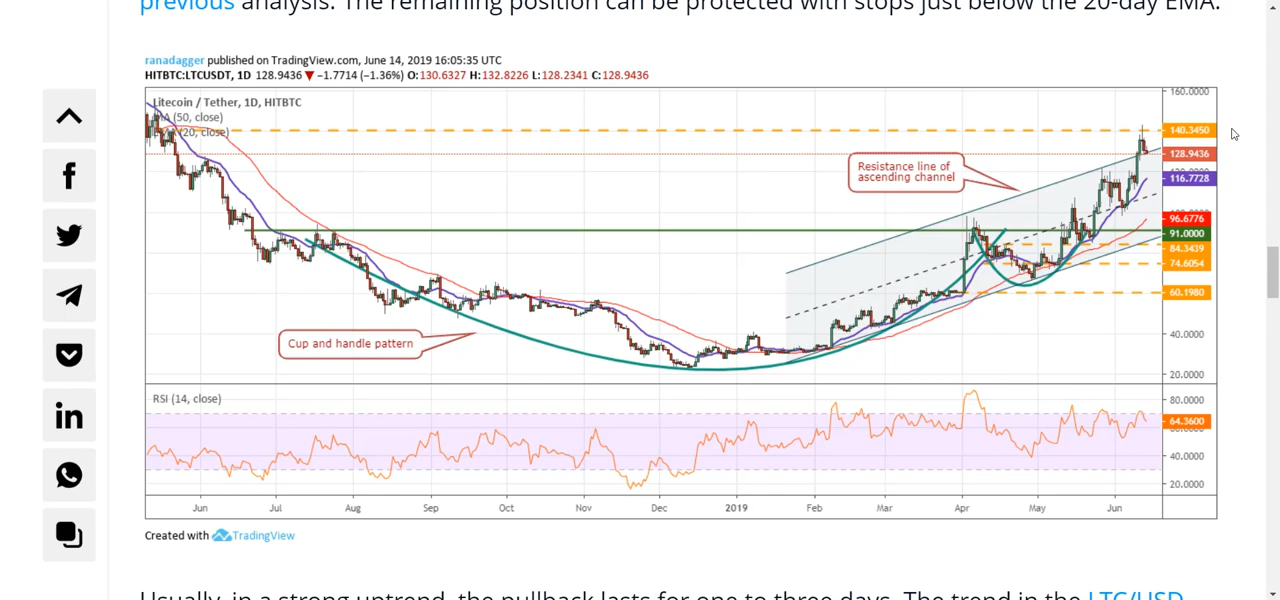 previous analysis. The remaining position can be protected with stops just below the 20-day EMA.
ranadagger published on TradingView.com, June 14, 2019 16:05:35 UTC
HITBTC:LTCUSDT, 1D 128.9436 ▼ −1.7714 (−1.36%) O:130.6327 H:132.8226 L:128.2341 C:128.9436
Litecoin / Tether, 1D, HITBTC
MA (50, close)
(20, close)
160.0000
140.3450
128.9436
116.7728
96.6776
91.0000
84.3439
74.6054
60.1980
40.0000
20.0000
Resistance line of
ascending channel
Cup and handle pattern
RSI (14, close)
80.0000
64.3600
40.0000
20.0000
Jun Jul Aug Sep Oct Nov Dec 2019 Feb Mar Apr May Jun
Created with TradingView
Usually, in a strong uptrend, the pullback lasts for one to three days. The trend in the LTC/USD